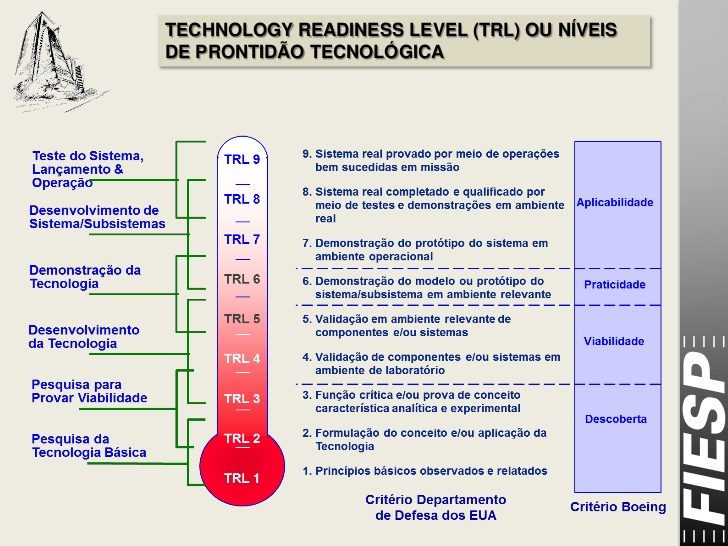 TECHNOLOGY READINESS LEVEL (TRL) OU NÍVEIS
DE PRONTIDÃO TECNOLÓGICA
Teste do Sistema,
Lançamento &
Operação
Desenvolvimento de
Sistema/Subsistemas
Demonstração da
Tecnologia
Desenvolvimento
da Tecnologia
Pesquisa para
Provar Viabilidade
Pesquisa da
Tecnologia Básica
TRL 9
TRL 8
TRL 7
TRL 6
TRL 5
TRL 4
TRL 3
TRL 2
TRL 1
9. Sistema real provado por meio de operações
bem sucedidas em missão
8. Sistema real completado e qualificado por
meio de testes e demonstrações em ambiente
real
7. Demonstração do protótipo do sistema em
ambiente operacional
6. Demonstração do modelo ou protótipo do
sistema/subsistema em ambiente relevante
5. Validação em ambiente relevante de
componentes e/ou sistemas
4. Validação de componentes e/ou sistemas em
ambiente de laboratório
3. Função crítica e/ou prova de conceito
característica analítica e experimental
2. Formulação do conceito e/ou aplicação da
Tecnologia
1. Princípios básicos observados e relatados
Critério Departamento
de Defesa dos EUA
Aplicabilidade
Praticidade
Viabilidade
Descoberta
Critério Boeing
FIESP